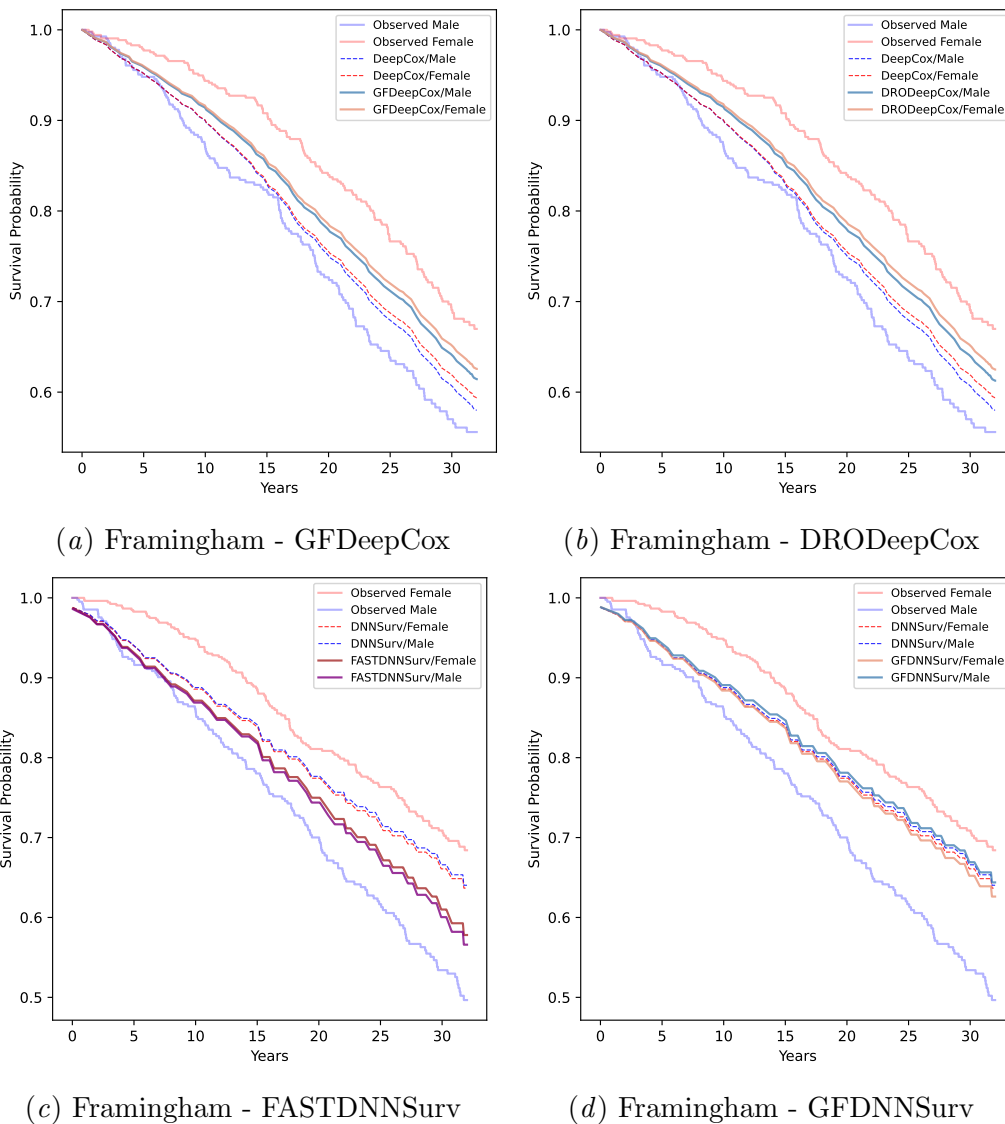 1.0
0.9
0.8
0.7
0.6
Survival Probability
0 5 10 15 20 25 30
Years
Observed Male
Observed Female
DeepCox/Male
DeepCox/Female
GFDeepCox/Male
GFDeepCox/Female
(a) Framingham - GFDeepCox
1.0
0.9
0.8
0.7
0.6
Survival Probability
0 5 10 15 20 25 30
Years
Observed Male
Observed Female
DeepCox/Male
DeepCox/Female
DRODeepCox/Male
DRODeepCox/Female
(b) Framingham - DRODeepCox
1.0
0.9
0.8
0.7
0.6
0.5
Survival Probability
0 5 10 15 20 25 30
Years
Observed Female
Observed Male
DNNSurv/Female
DNNSurv/Male
FASTDNNSurv/Female
FASTDNNSurv/Male
(c) Framingham - FASTDNNSurv
1.0
0.9
0.8
0.7
0.6
0.5
Survival Probability
0 5 10 15 20 25 30
Years
Observed Female
Observed Male
DNNSurv/Female
DNNSurv/Male
GFDNNSurv/Female
GFDNNSurv/Male
(d) Framingham - GFDNNSurv